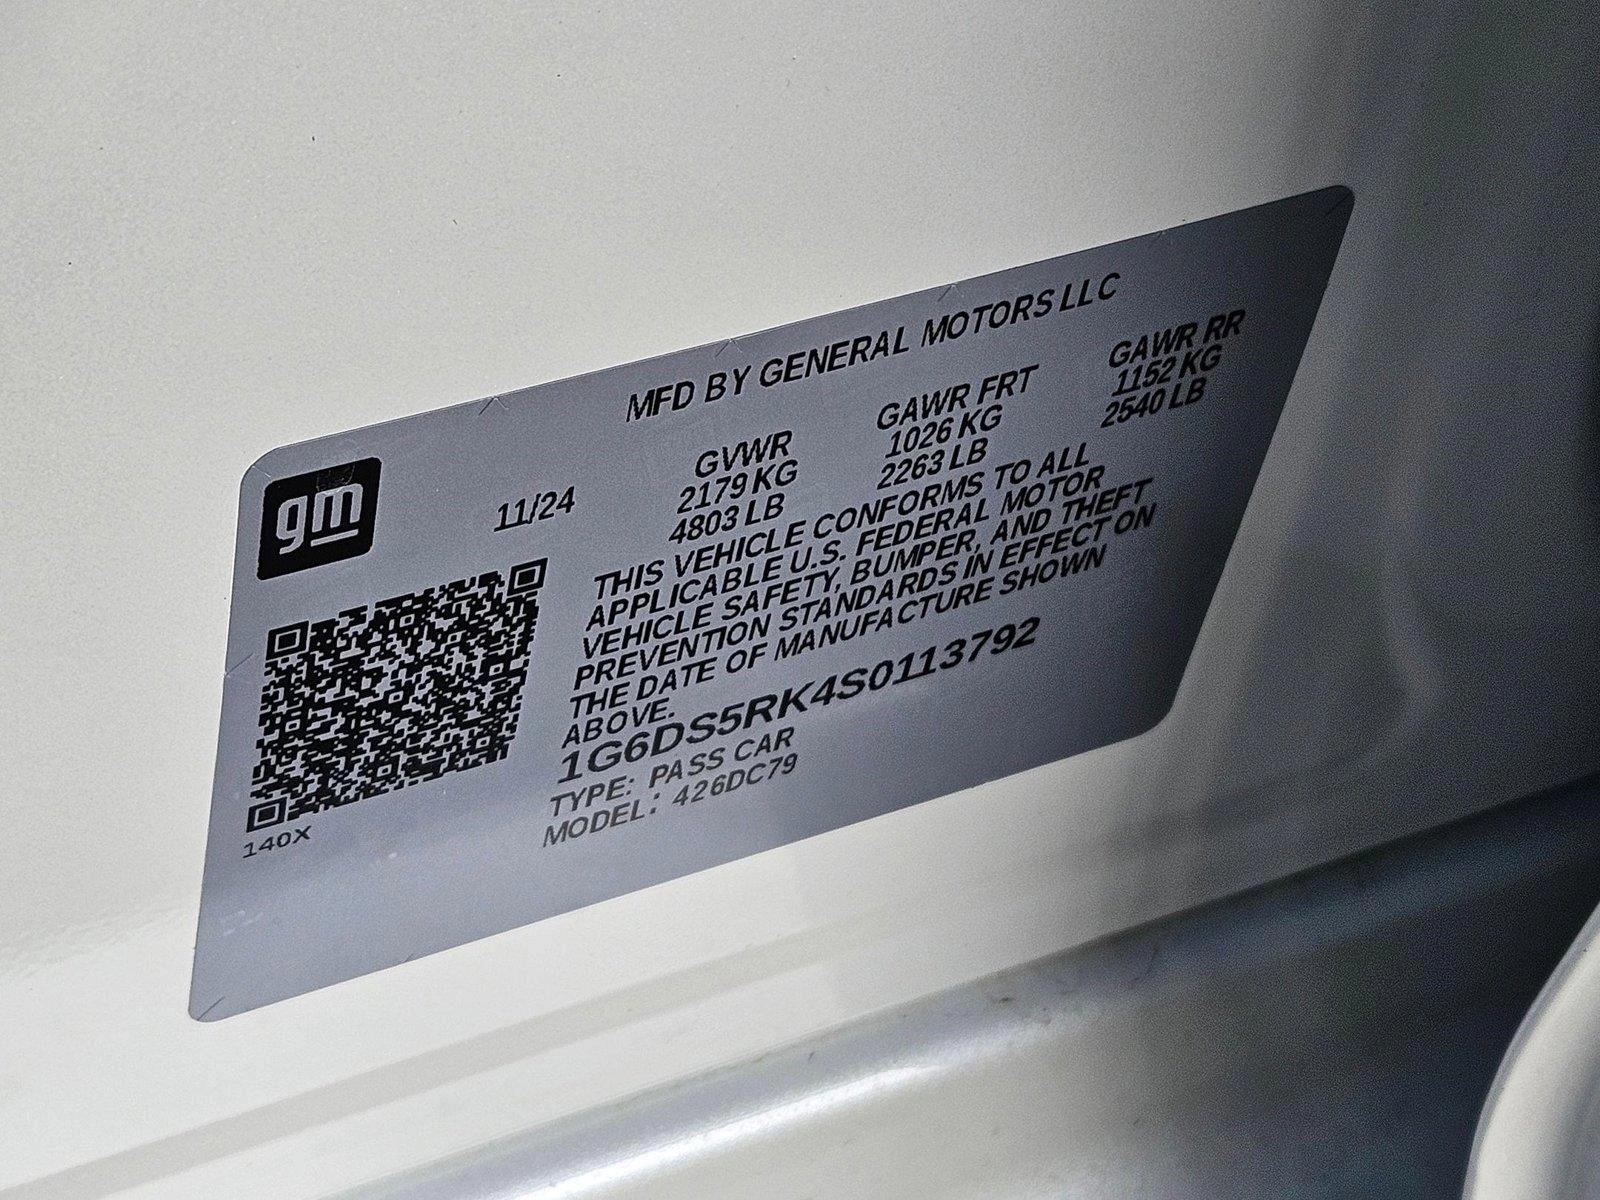 MFD BY GENERAL MOTORS LLC
gm
11/24
GVWR
2179 KG
4803 LB
GAWR FRT
1026 KG
2263 LB
GAWR RR
1152 KG
2540 LB
THIS VEHICLE CONFORMS TO ALL
APPLICABLE U.S. FEDERAL MOTOR
VEHICLE SAFETY, BUMPER, AND THEFT
PREVENTION STANDARDS IN EFFECT ON
THE DATE OF MANUFACTURE SHOWN
ABOVE.
1G6DS5RK4S0113792
TYPE: PASS CAR
MODEL: 426DC79
140X